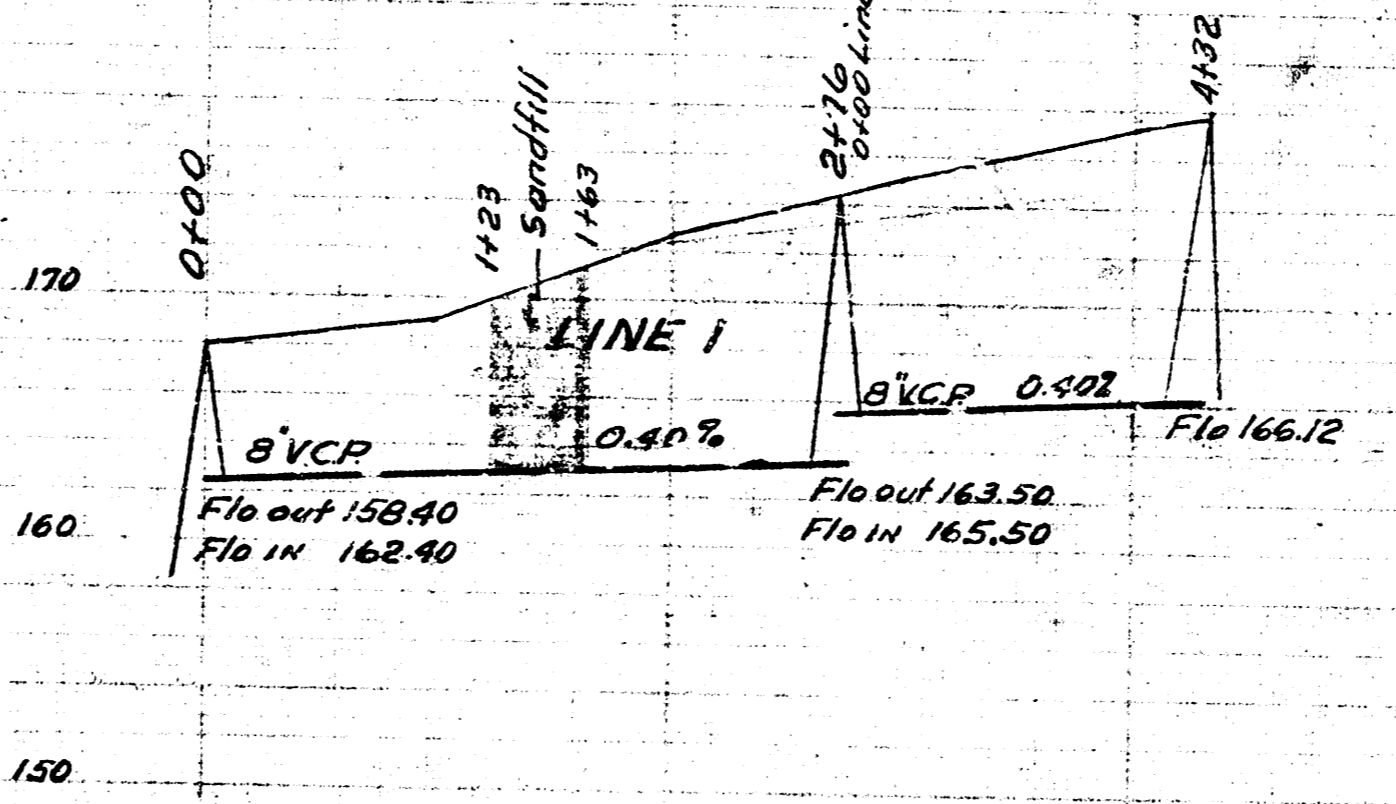 0+00
1+23
Sandfill
1+63
2+76
0+00 Line
4+32
170
LINE 1
8" V.C.P.
0.40%
8" V.C.P.
0.40%
Flo 166.12
Flo out 158.40
Flo in 162.40
Flo out 163.50
Flo in 165.50
160
150